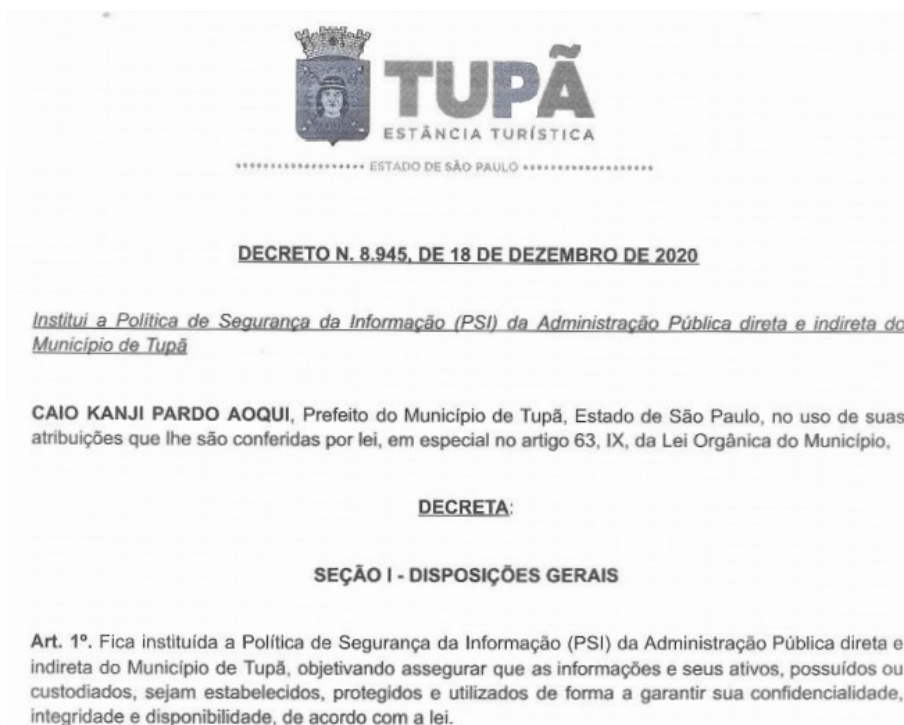 TUPÃ
ESTÂNCIA TURÍSTICA
ESTADO DE SÃO PAULO
DECRETO N. 8.945, DE 18 DE DEZEMBRO DE 2020
Institui a Política de Segurança da Informação (PSI) da Administração Pública direta e indireta do
Município de Tupã
CAIO KANJI PARDO AOQUI, Prefeito do Município de Tupã, Estado de São Paulo, no uso de suas
atribuições que lhe são conferidas por lei, em especial no artigo 63, IX, da Lei Orgânica do Município,
DECRETA:
SEÇÃO I - DISPOSIÇÕES GERAIS
Art. 1º. Fica instituída a Política de Segurança da Informação (PSI) da Administração Pública direta e
indireta do Município de Tupã, objetivando assegurar que as informações e seus ativos, possuídos ou
custodiados, sejam estabelecidos, protegidos e utilizados de forma a garantir sua confidencialidade,
integridade e disponibilidade, de acordo com a lei.